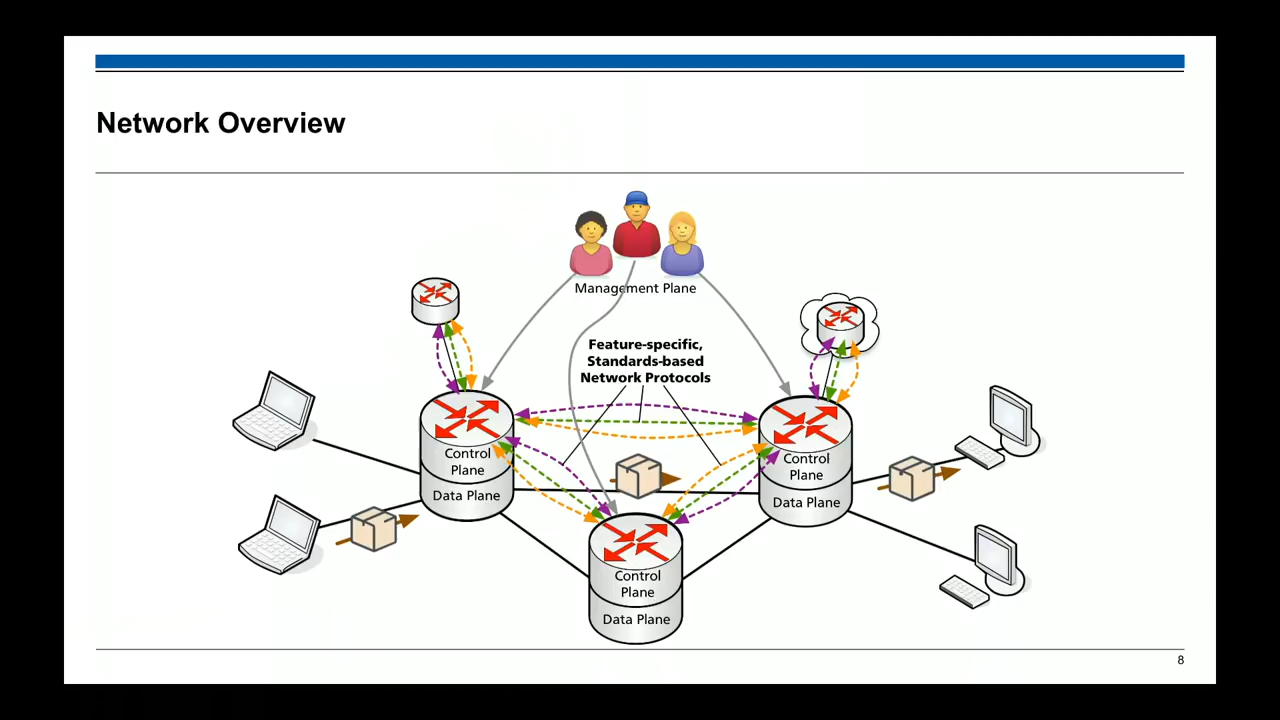 Network Overview
Management Plane
Feature-specific,
Standards-based
Network Protocols
Control
Plane
Data Plane
Control
Plane
Data Plane
Control
Plane
Data Plane
8